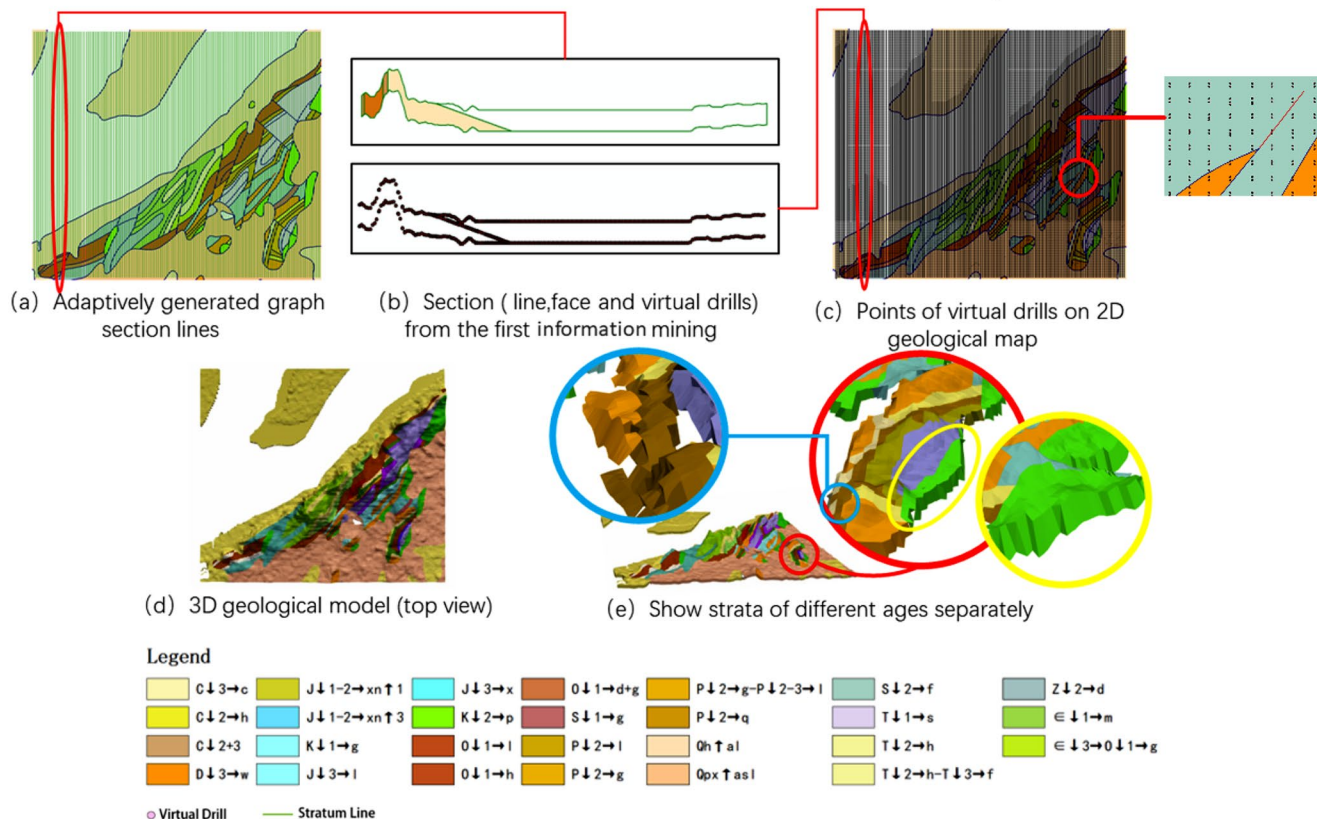 (a) Adaptively generated graph
section lines
(b) Section ( line,face and virtual drills)
from the first information mining
(c) Points of virtual drills on 2D
geological map
(d) 3D geological model (top view)
(e) Show strata of different ages separately
Legend
C↓3→c J↓1-2→xn↑1 J↓3→x O↓1→d+g P↓2→g-P↓2-3→l S↓2→f Z↓2→d
C↓2→h J↓1-2→xn↑3 K↓2→p S↓1→g P↓2→q T↓1→s ∈↓1→m
C↓2+3 K↓1→g O↓1→l P↓2→l Qh↑al T↓2→h ∈↓3→O↓1→g
D↓3→w J↓3→l O↓1→h P↓2→g Qpx↑asl T↓2→h-T↓3→f
Virtual Drill Stratum Line